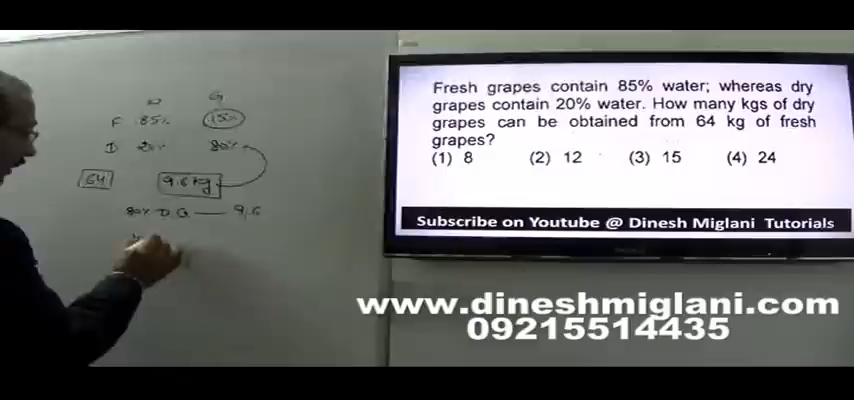 W G
F 85% 15%
D 20% 80%
64 9.6 kg
80% D G — 9.6
Fresh grapes contain 85% water; whereas dry
grapes contain 20% water. How many kgs of dry
grapes can be obtained from 64 kg of fresh
grapes?
(1) 8 (2) 12 (3) 15 (4) 24
Subscribe on Youtube @ Dinesh Miglani Tutorials
www.dineshmiglani.com
09215514435